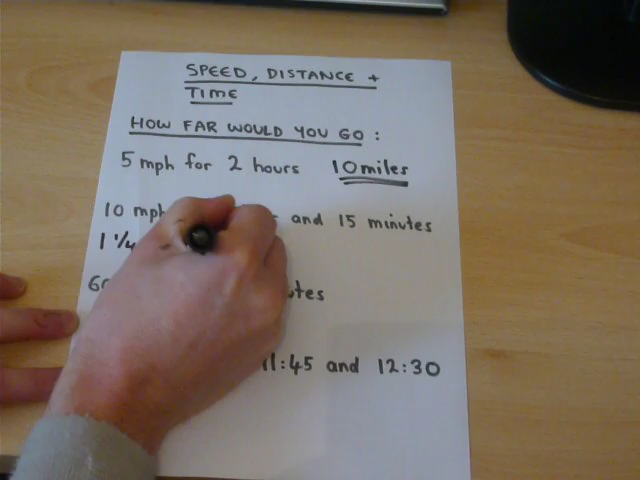 SPEED, DISTANCE +
TIME
HOW FAR WOULD YOU GO:
5 mph for 2 hours 10 miles
10 mph and 15 minutes
1 1/4
11:45 and 12:30